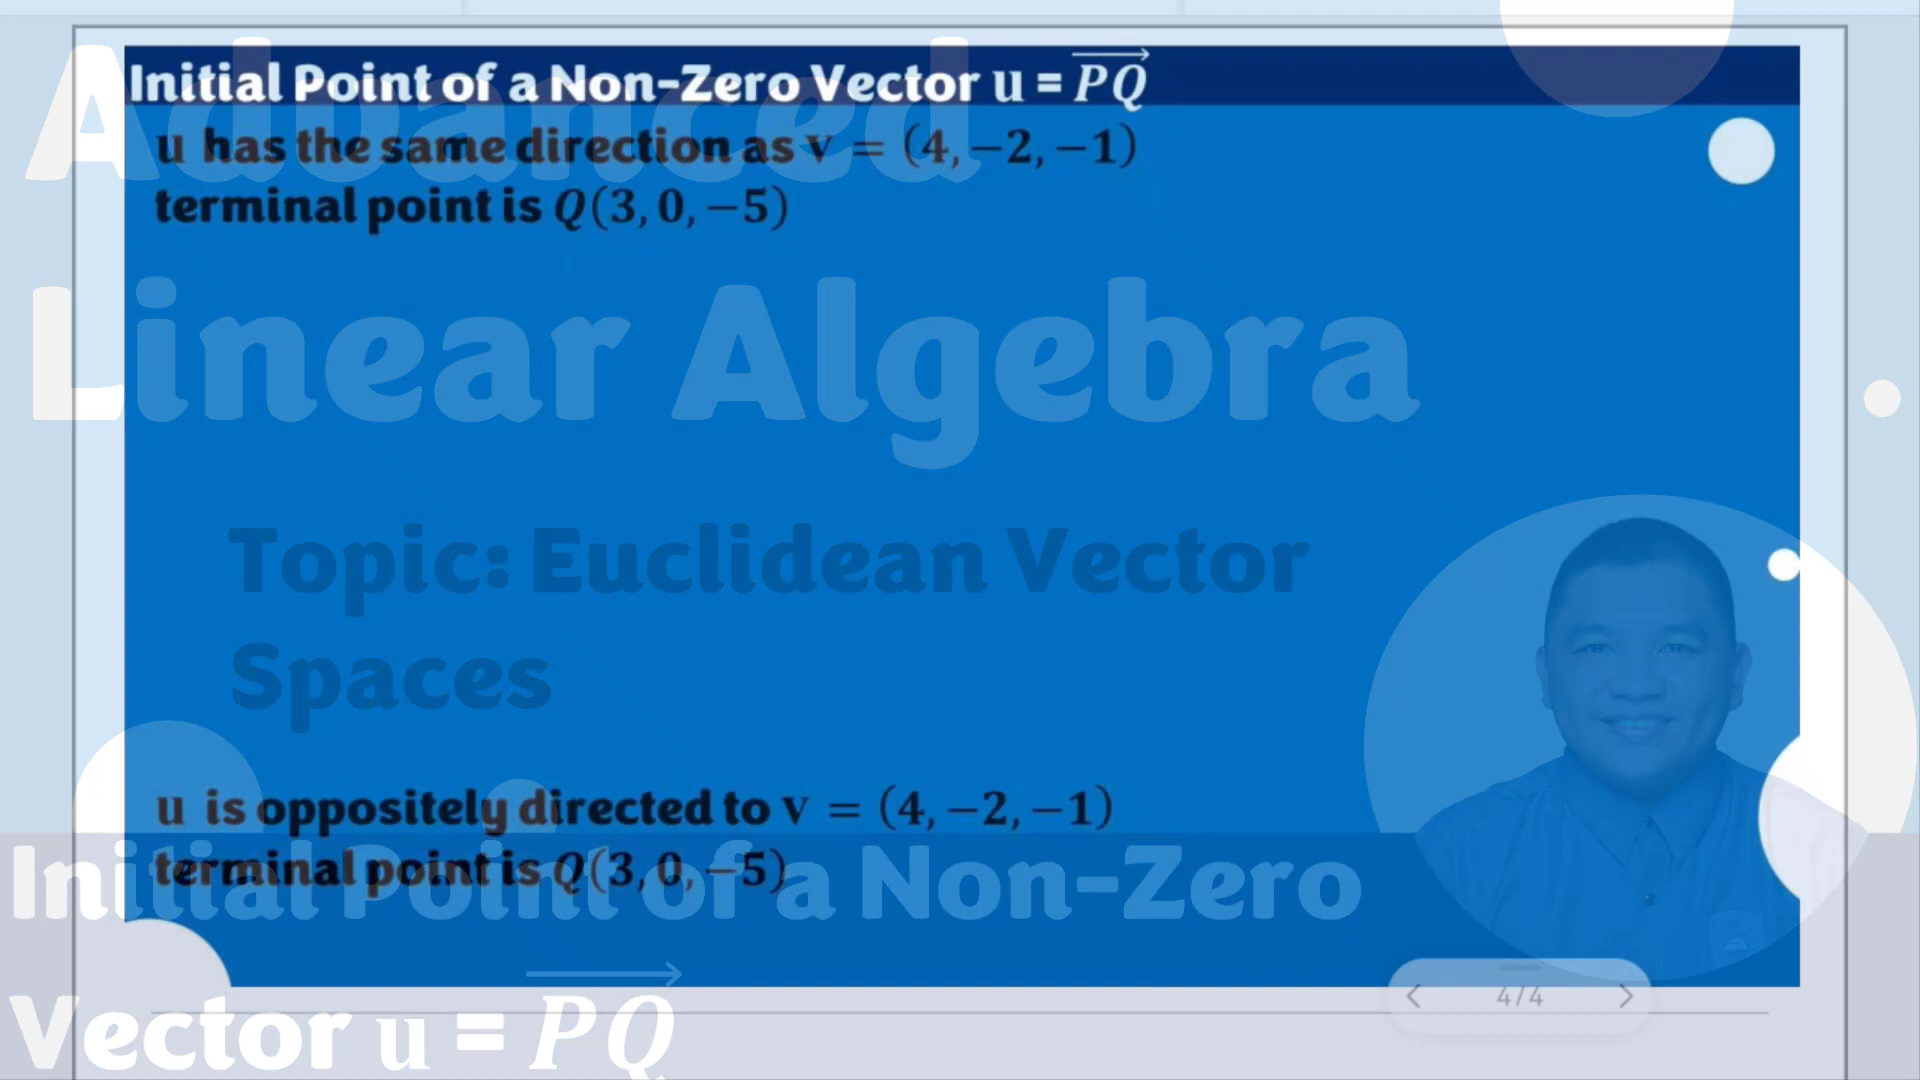 Advanced
Linear Algebra
Topic: Euclidean Vector
Spaces
Initial Point of a Non-Zero
Vector u = \overrightarrow{PQ}
Initial Point of a Non-Zero Vector u = \overrightarrow{PQ}
u has the same direction as v = (4, −2, −1)
terminal point is Q(3, 0, −5)
u is oppositely directed to v = (4, −2, −1)
terminal point is Q(3, 0, −5)
4/4